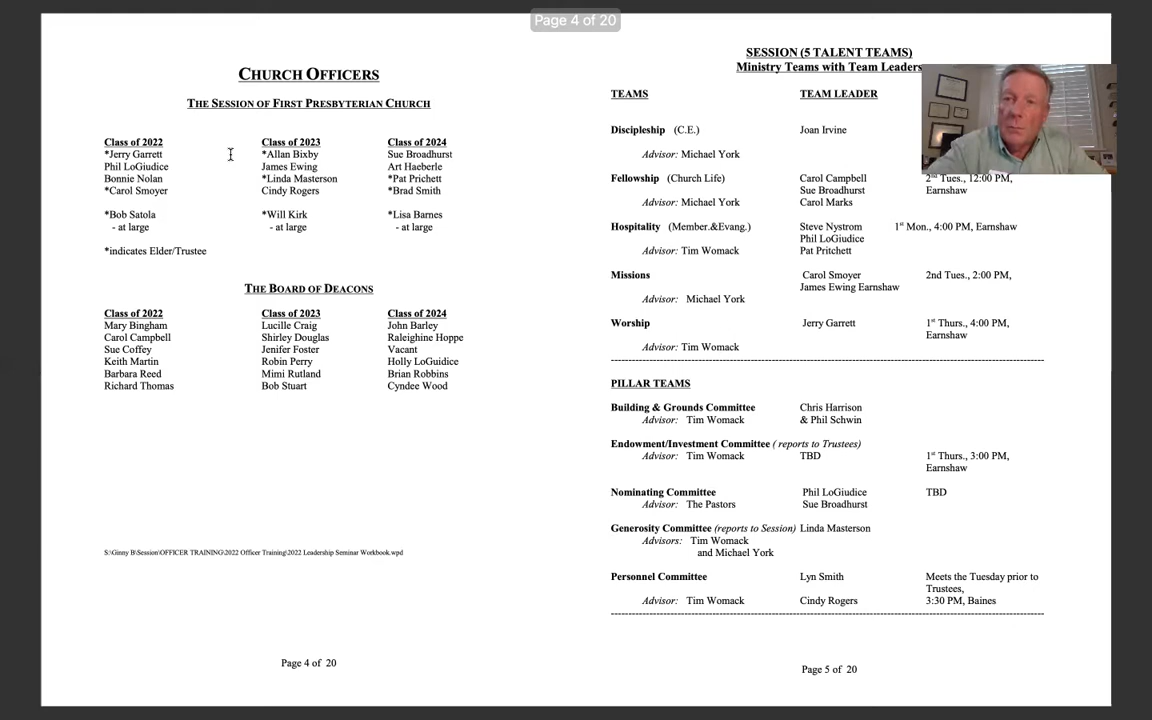 Page 4 of 20
CHURCH OFFICERS
THE SESSION OF FIRST PRESBYTERIAN CHURCH
Class of 2022 Class of 2023 Class of 2024
*Jerry Garrett *Allan Bixby Sue Broadhurst
Phil LoGiudice James Ewing Art Haeberle
Bonnie Nolan *Linda Masterson *Pat Prichett
*Carol Smoyer Cindy Rogers *Brad Smith
*Bob Satola *Will Kirk *Lisa Barnes
- at large - at large - at large
*indicates Elder/Trustee
THE BOARD OF DEACONS
Class of 2022 Class of 2023 Class of 2024
Mary Bingham Lucille Craig John Barley
Carol Campbell Shirley Douglas Raleighine Hoppe
Sue Coffey Jenifer Foster Vacant
Keith Martin Robin Perry Holly LoGuidice
Barbara Reed Mimi Rutland Brian Robbins
Richard Thomas Bob Stuart Cyndee Wood
S:\Ginny B\Session\OFFICER TRAINING\2022 Officer Training\2022 Leadership Seminar Workbook.wpd
Page 4 of 20
SESSION (5 TALENT TEAMS)
Ministry Teams with Team Leaders
TEAMS TEAM LEADER
Discipleship (C.E.) Joan Irvine
Advisor: Michael York
Fellowship (Church Life) Carol Campbell 2nd Tues., 12:00 PM,
Sue Broadhurst Earnshaw
Advisor: Michael York Carol Marks
Hospitality (Member.&Evang.) Steve Nystrom 1st Mon., 4:00 PM, Earnshaw
Phil LoGiudice
Advisor: Tim Womack Pat Pritchett
Missions Carol Smoyer 2nd Tues., 2:00 PM,
James Ewing Earnshaw
Advisor: Michael York
Worship Jerry Garrett 1st Thurs., 4:00 PM,
Earnshaw
Advisor: Tim Womack
PILLAR TEAMS
Building & Grounds Committee Chris Harrison
Advisor: Tim Womack & Phil Schwin
Endowment/Investment Committee ( reports to Trustees)
Advisor: Tim Womack TBD 1st Thurs., 3:00 PM,
Earnshaw
Nominating Committee Phil LoGiudice TBD
Advisor: The Pastors Sue Broadhurst
Generosity Committee (reports to Session) Linda Masterson
Advisors: Tim Womack
and Michael York
Personnel Committee Lyn Smith Meets the Tuesday prior to
Trustees,
Advisor: Tim Womack Cindy Rogers 3:30 PM, Baines
Page 5 of 20